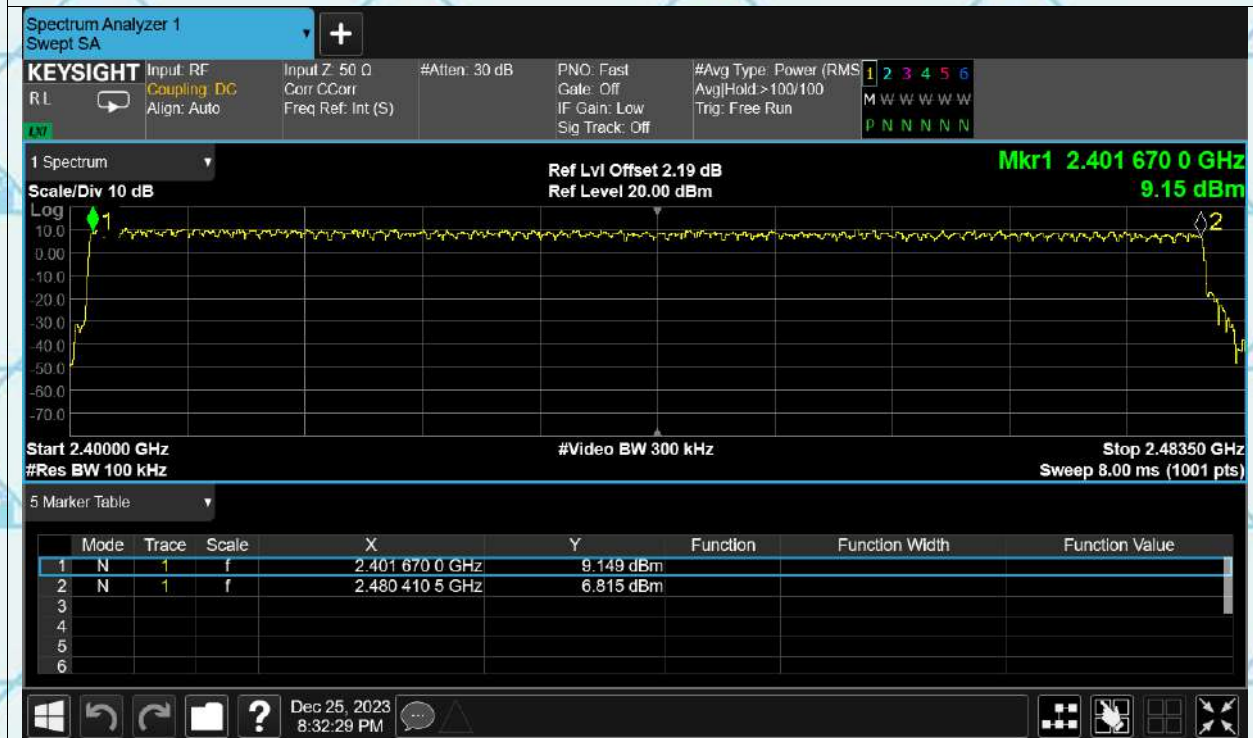 Spectrum Analyzer 1
Swept SA
+
KEYSIGHT
RL
LXI
Input: RF
Coupling: DC
Align: Auto
Input Z: 50 Ω
Corr CCorr
Freq Ref: Int (S)
#Atten: 30 dB
PNO: Fast
Gate: Off
IF Gain: Low
Sig Track: Off
#Avg Type: Power (RMS
Avg|Hold:>100/100
Trig: Free Run
1 2 3 4 5 6
M W W W W W
P N N N N N
1 Spectrum
Scale/Div 10 dB
Ref Lvl Offset 2.19 dB
Ref Level 20.00 dBm
Mkr1 2.401 670 0 GHz
9.15 dBm
Log
1
2
10.0
0.00
-10.0
-20.0
-30.0
-40.0
-50.0
-60.0
-70.0
Start 2.40000 GHz
#Res BW 100 kHz
#Video BW 300 kHz
Stop 2.48350 GHz
Sweep 8.00 ms (1001 pts)
5 Marker Table
Mode Trace Scale X Y Function Function Width Function Value
1 N 1 f 2.401 670 0 GHz 9.149 dBm
2 N 1 f 2.480 410 5 GHz 6.815 dBm
3
4
5
6
?
Dec 25, 2023
8:32:29 PM